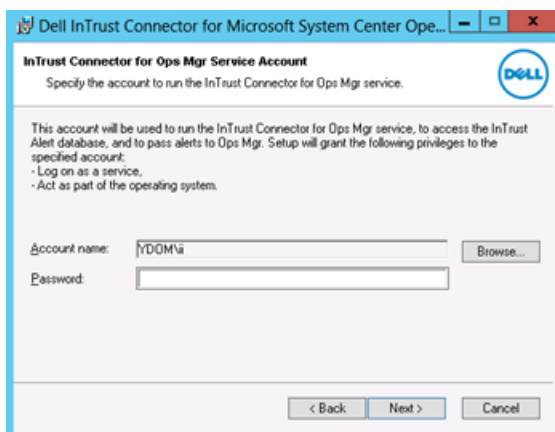 Dell InTrust Connector for Microsoft System Center Ope...
InTrust Connector for Ops Mgr Service Account
Specify the account to run the InTrust Connector for Ops Mgr service.
DELL
This account will be used to run the InTrust Connector for Ops Mgr service, to access the InTrust
Alert database, and to pass alerts to Ops Mgr. Setup will grant the following privileges to the
specified account:
- Log on as a service,
- Act as part of the operating system.
Account name: YDOM\ii Browse...
Password:
< Back Next > Cancel